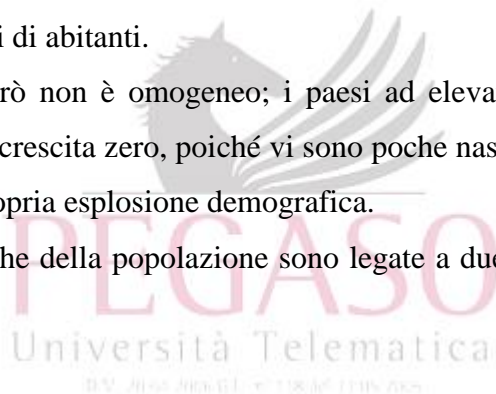 i di abitanti.
rò non è omogeneo; i paesi ad eleva
crescita zero, poiché vi sono poche nas
opria esplosione demografica.
he della popolazione sono legate a due
PEGASO
Università Telematica